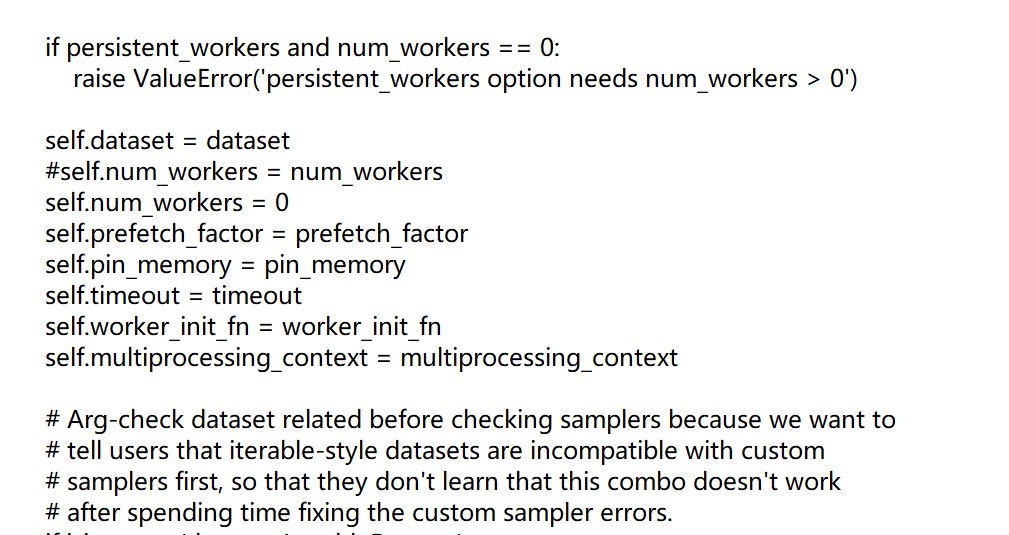 if persistent_workers and num_workers == 0:
raise ValueError('persistent_workers option needs num_workers > 0')
self.dataset = dataset
#self.num_workers = num_workers
self.num_workers = 0
self.prefetch_factor = prefetch_factor
self.pin_memory = pin_memory
self.timeout = timeout
self.worker_init_fn = worker_init_fn
self.multiprocessing_context = multiprocessing_context
# Arg-check dataset related before checking samplers because we want to
# tell users that iterable-style datasets are incompatible with custom
# samplers first, so that they don't learn that this combo doesn't work
# after spending time fixing the custom sampler errors.